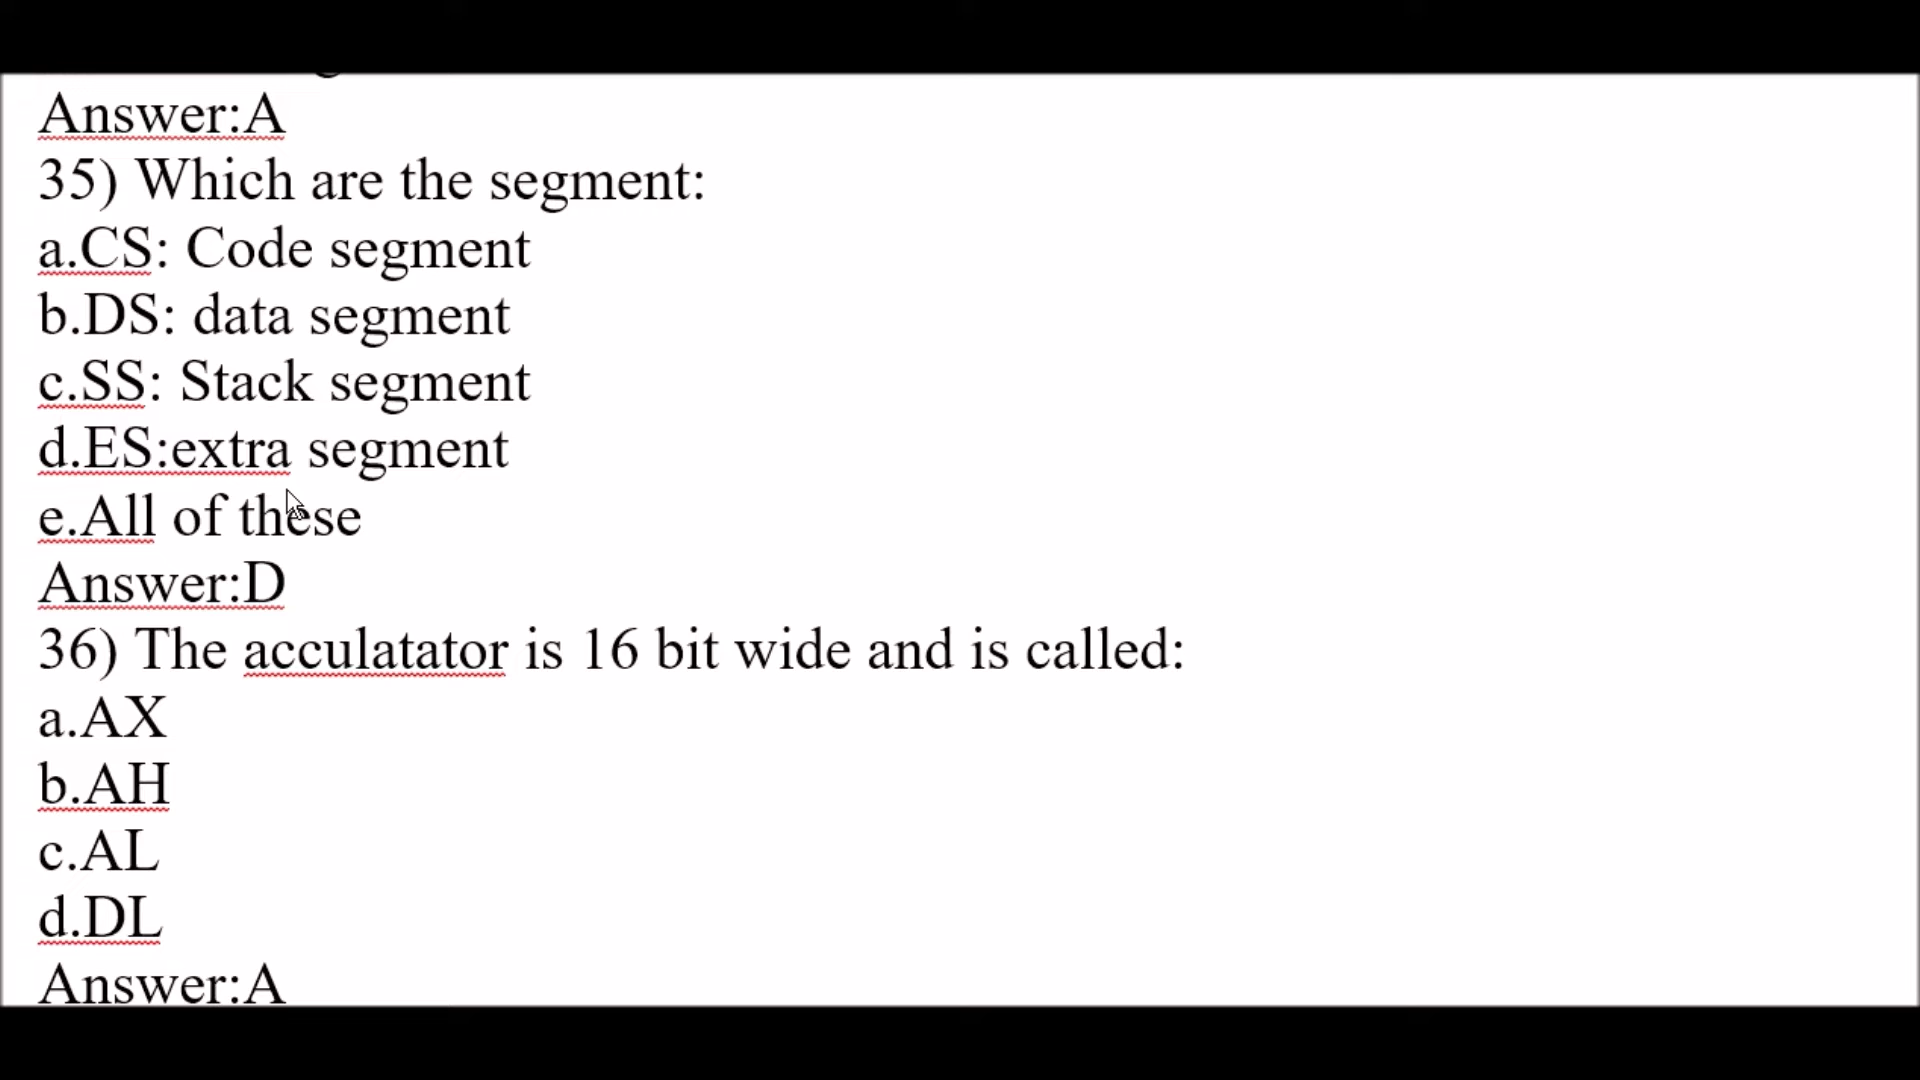 Answer:A
35) Which are the segment:
a.CS: Code segment
b.DS: data segment
c.SS: Stack segment
d.ES:extra segment
e.All of these
Answer:D
36) The acculatator is 16 bit wide and is called:
a.AX
b.AH
c.AL
d.DL
Answer:A